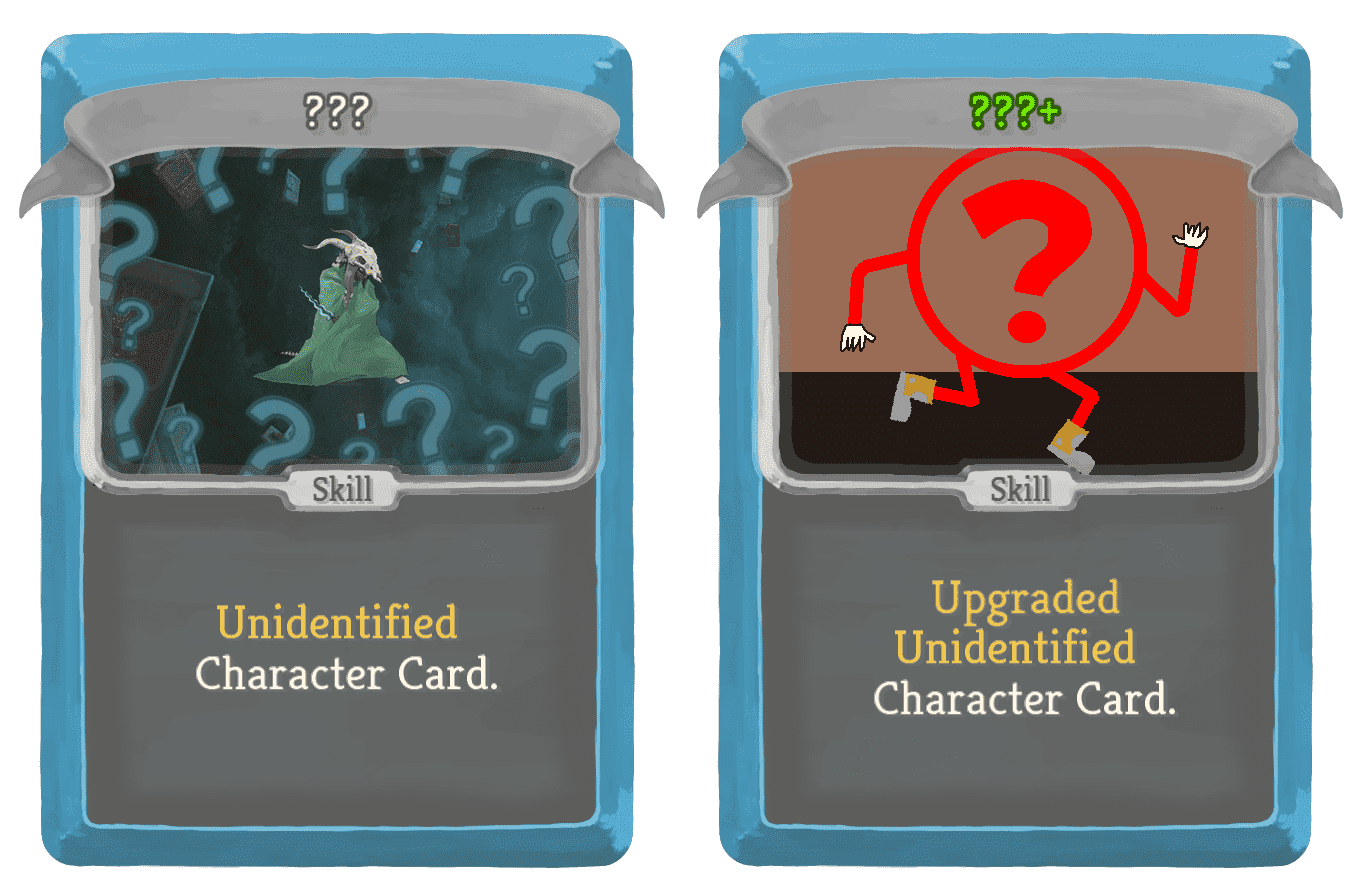 ???
Skill
Unidentified
Character Card.
???+
Skill
Upgraded
Unidentified
Character Card.